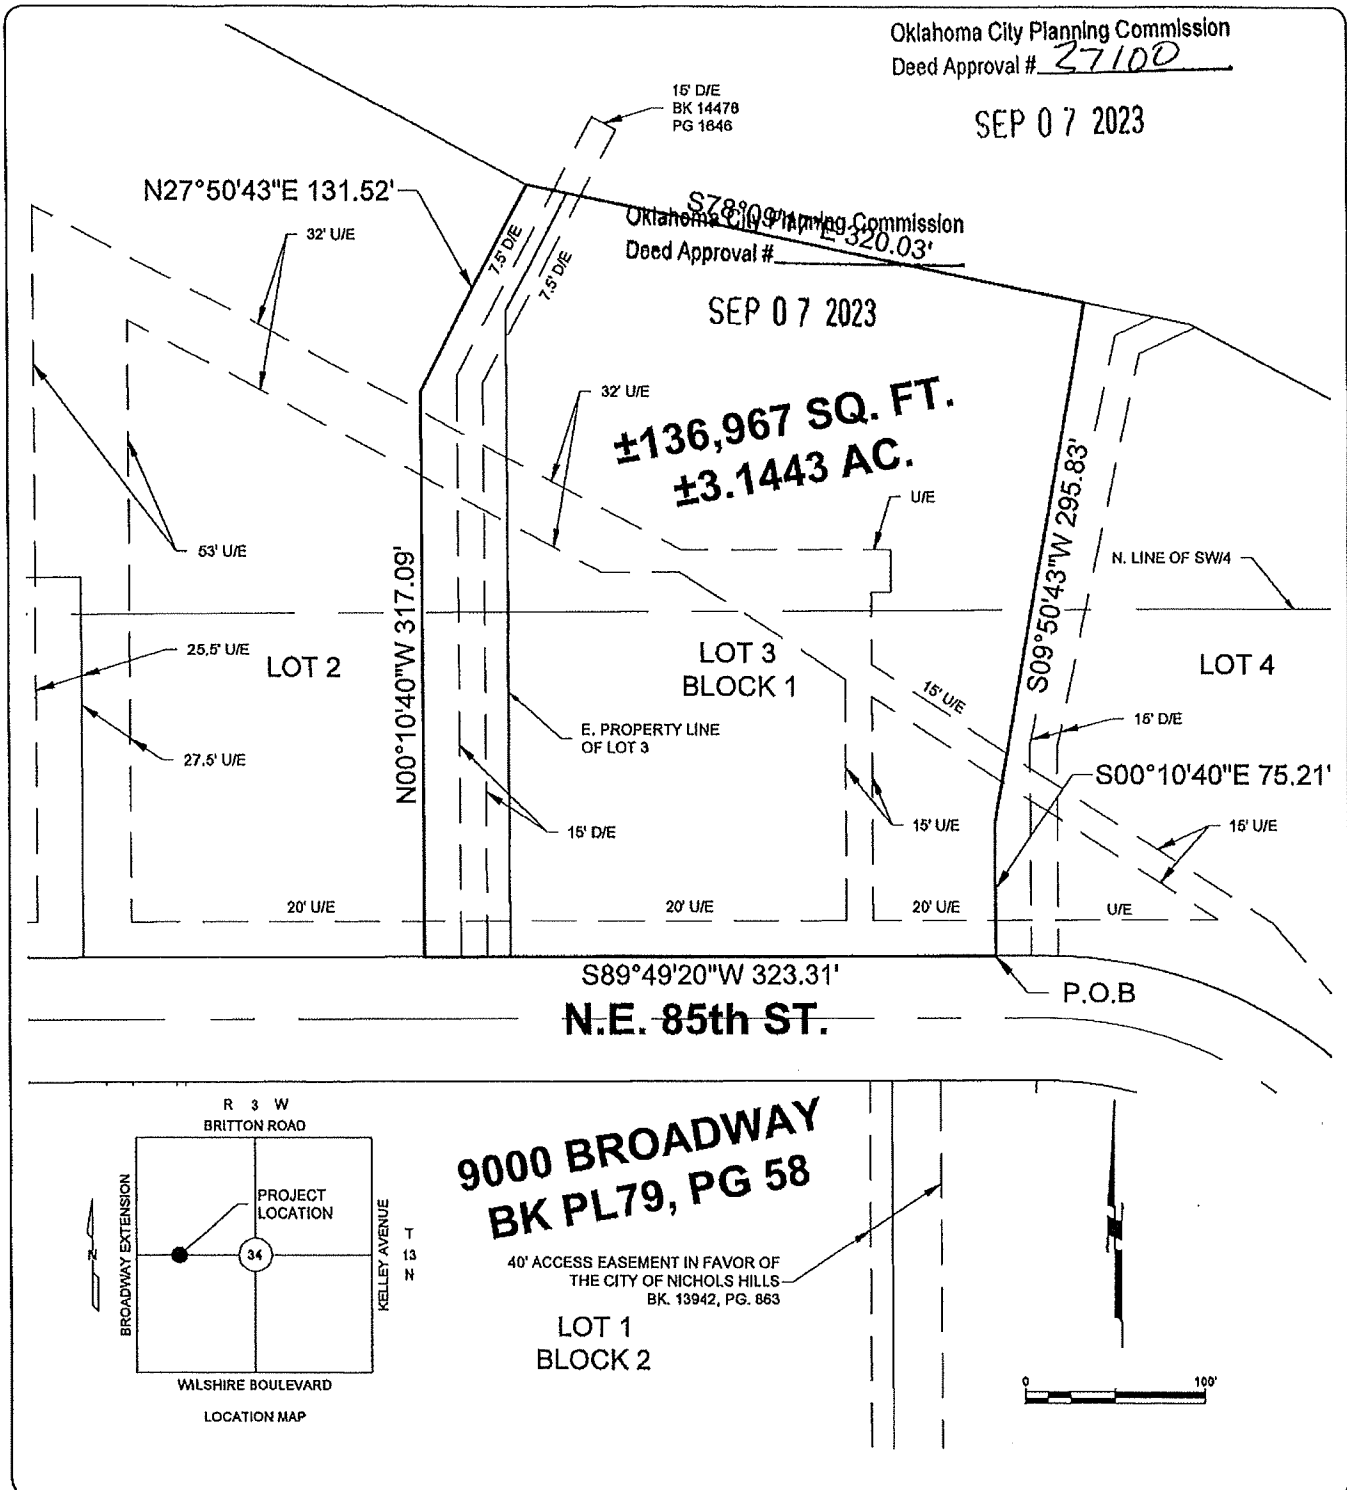 Oklahoma City Planning Commission
Deed Approval # 27100
SEP 07 2023
15' D/E
BK 14478
PG 1646
N27°50'43"E 131.52'
32' U/E
7.5' D/E
7.5' D/E
S78°09'17"E 320.03'
Oklahoma City Planning Commission
Deed Approval #
SEP 07 2023
32' U/E
±136,967 SQ. FT.
±3.1443 AC.
U/E
53' U/E
N00°10'40"W 317.09'
S09°50'43"W 295.83'
N. LINE OF SW/4
25.5' U/E
LOT 2
LOT 3
BLOCK 1
LOT 4
15' U/E
15' D/E
E. PROPERTY LINE
OF LOT 3
27.5' U/E
S00°10'40"E 75.21'
15' D/E
15' U/E
15' U/E
20' U/E
20' U/E
20' U/E
U/E
S89°49'20"W 323.31'
P.O.B
N.E. 85th ST.
R 3 W
BRITTON ROAD
BROADWAY EXTENSION
PROJECT
LOCATION
34
KELLEY AVENUE
T
13
N
N
WILSHIRE BOULEVARD
LOCATION MAP
9000 BROADWAY
BK PL79, PG 58
40' ACCESS EASEMENT IN FAVOR OF
THE CITY OF NICHOLS HILLS
BK. 13942, PG. 863
LOT 1
BLOCK 2
0 100'